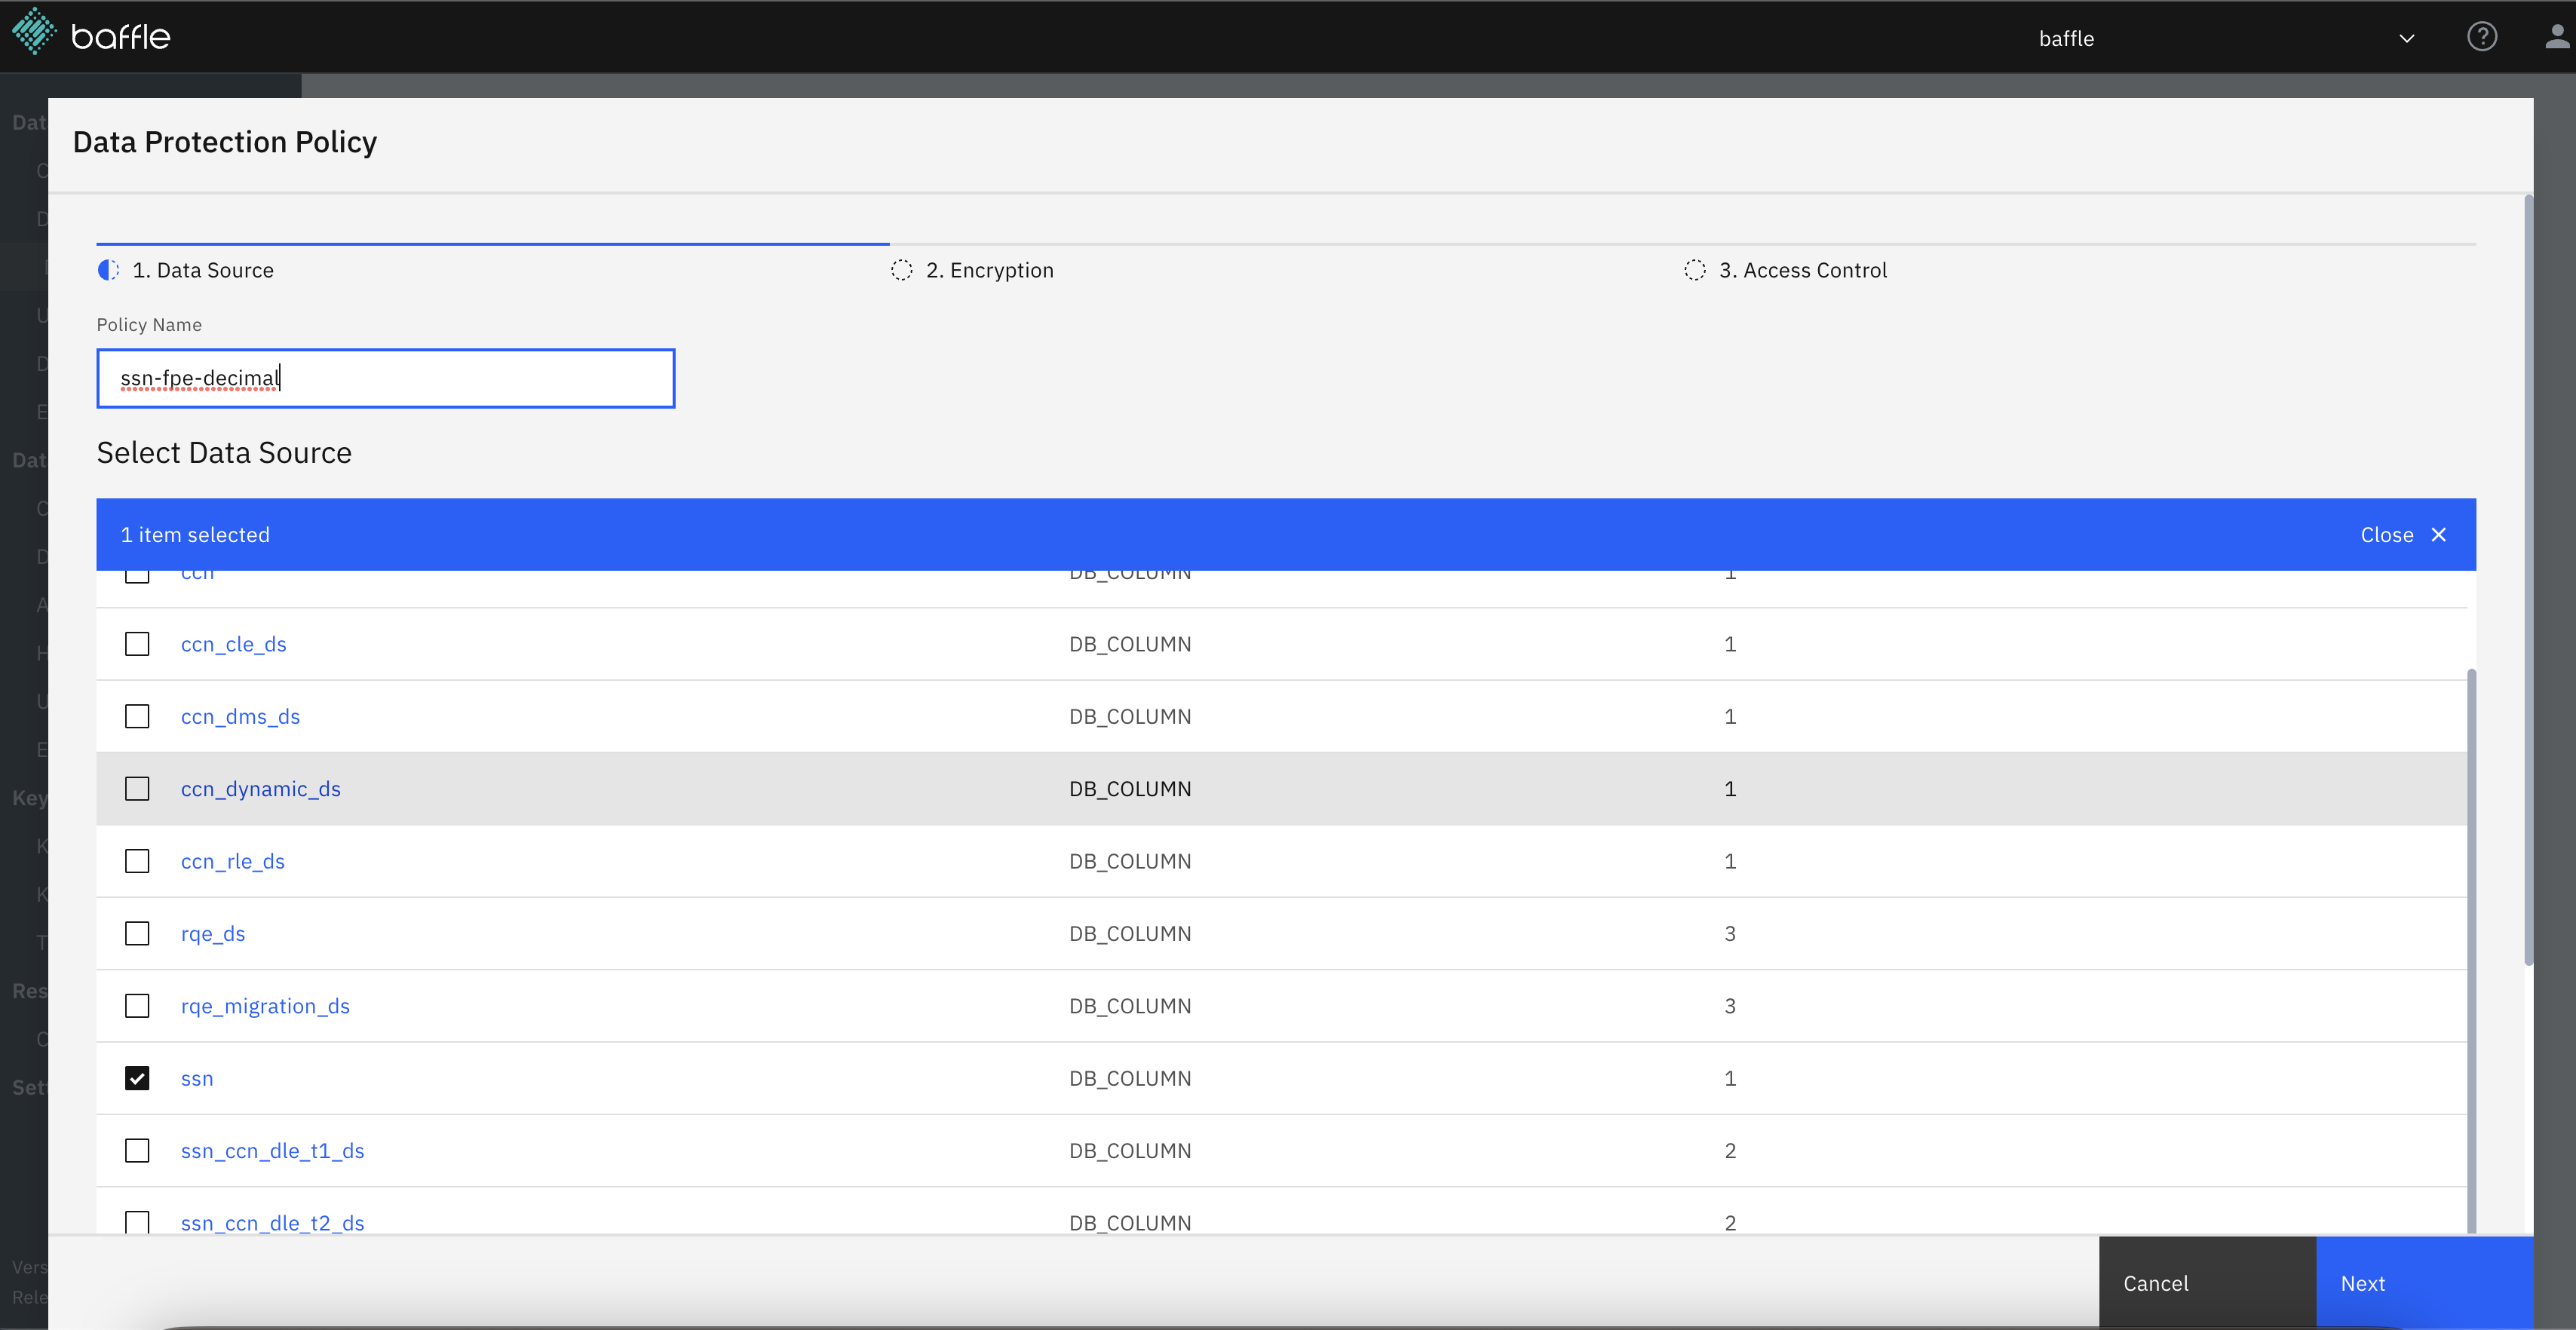 baffle
baffle
Data Protection Policy
1. Data Source
2. Encryption
3. Access Control
Policy Name
ssn-fpe-decimal
Select Data Source
1 item selected
Close
ccn DB_COLUMN 1
ccn_cle_ds DB_COLUMN 1
ccn_dms_ds DB_COLUMN 1
ccn_dynamic_ds DB_COLUMN 1
ccn_rle_ds DB_COLUMN 1
rqe_ds DB_COLUMN 3
rqe_migration_ds DB_COLUMN 3
ssn DB_COLUMN 1
ssn_ccn_dle_t1_ds DB_COLUMN 2
ssn_ccn_dle_t2_ds DB_COLUMN 2
Cancel
Next